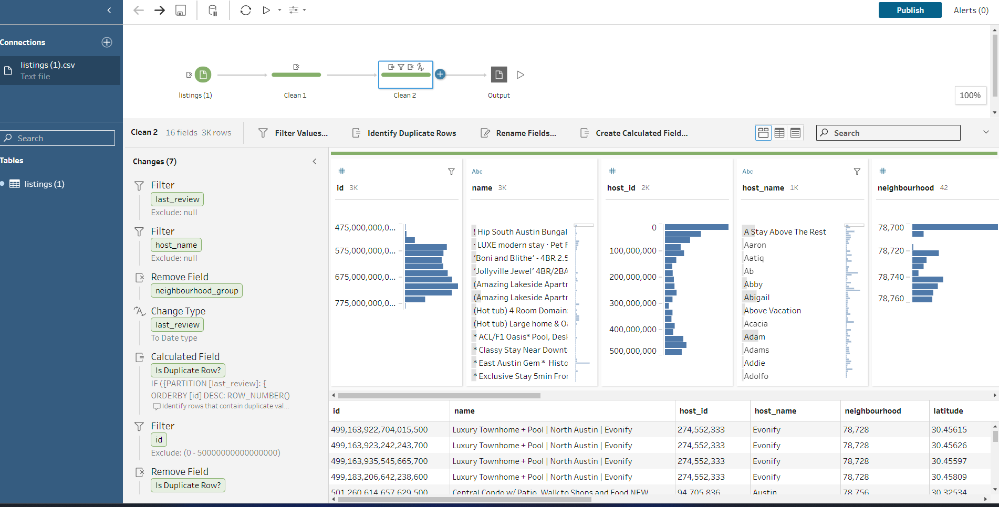 Publish
Alerts (0)
Connections
listings (1).csv
Text file
listings (1)
Clean 1
Clean 2
Output
100%
Clean 2 16 fields 3K rows
Filter Values...
Identify Duplicate Rows
Rename Fields...
Create Calculated Field...
Search
Search
Tables
listings (1)
Changes (7)
Filter
last_review
Exclude: null
Filter
host_name
Exclude: null
Remove Field
neighbourhood_group
Change Type
last_review
To Date type
Calculated Field
Is Duplicate Row?
IF ({PARTITION [last_review]: {
ORDERBY [id] DESC: ROW_NUMBER()
Identify rows that contain duplicate val...
Filter
id
Exclude: (0 - 50000000000000000)
Remove Field
Is Duplicate Row?
#
id 3K
475,000,000,0...
575,000,000,0...
675,000,000,0...
775,000,000,0...
Abc
name 3K
! Hip South Austin Bungal
· LUXE modern stay · Pet F
‘Boni and Blithe’ - 4BR 2.5
‘Jollyville Jewel’ 4BR/2BA
(Amazing Lakeside Apartr
(Amazing Lakeside Apartr
(Hot tub) 4 Room Domain
(Hot tub) Large home & O
* ACL/F1 Oasis* Pool, Desk
* Classy Stay Near Downt
* East Austin Gem * Histo
* Exclusive Stay 5min Fror
#
host_id 2K
0
100,000,000
200,000,000
300,000,000
400,000,000
500,000,000
Abc
host_name 1K
A Stay Above The Rest
Aaron
Aatiq
Ab
Abby
Abigail
Above Vacation
Acacia
Adam
Adams
Addie
Adolfo
#
neighbourhood 42
78,700
78,720
78,740
78,760
id name host_id host_name neighbourhood latitude
499,163,922,704,015,500 Luxury Townhome + Pool | North Austin | Evonify 274,552,333 Evonify 78,728 30.45615
499,163,923,242,243,700 Luxury Townhome + Pool | North Austin | Evonify 274,552,333 Evonify 78,728 30.45626
499,163,935,545,665,700 Luxury Townhome + Pool | North Austin | Evonify 274,552,333 Evonify 78,728 30.45597
499,183,206,642,238,600 Luxury Townhome + Pool | North Austin | Evonify 274,552,333 Evonify 78,728 30.45809
501,260,614,657,629,500 Central Condo w/ Patio, Walk to Shops and Food NEW 94,705,836 Austin 78,756 30.32534